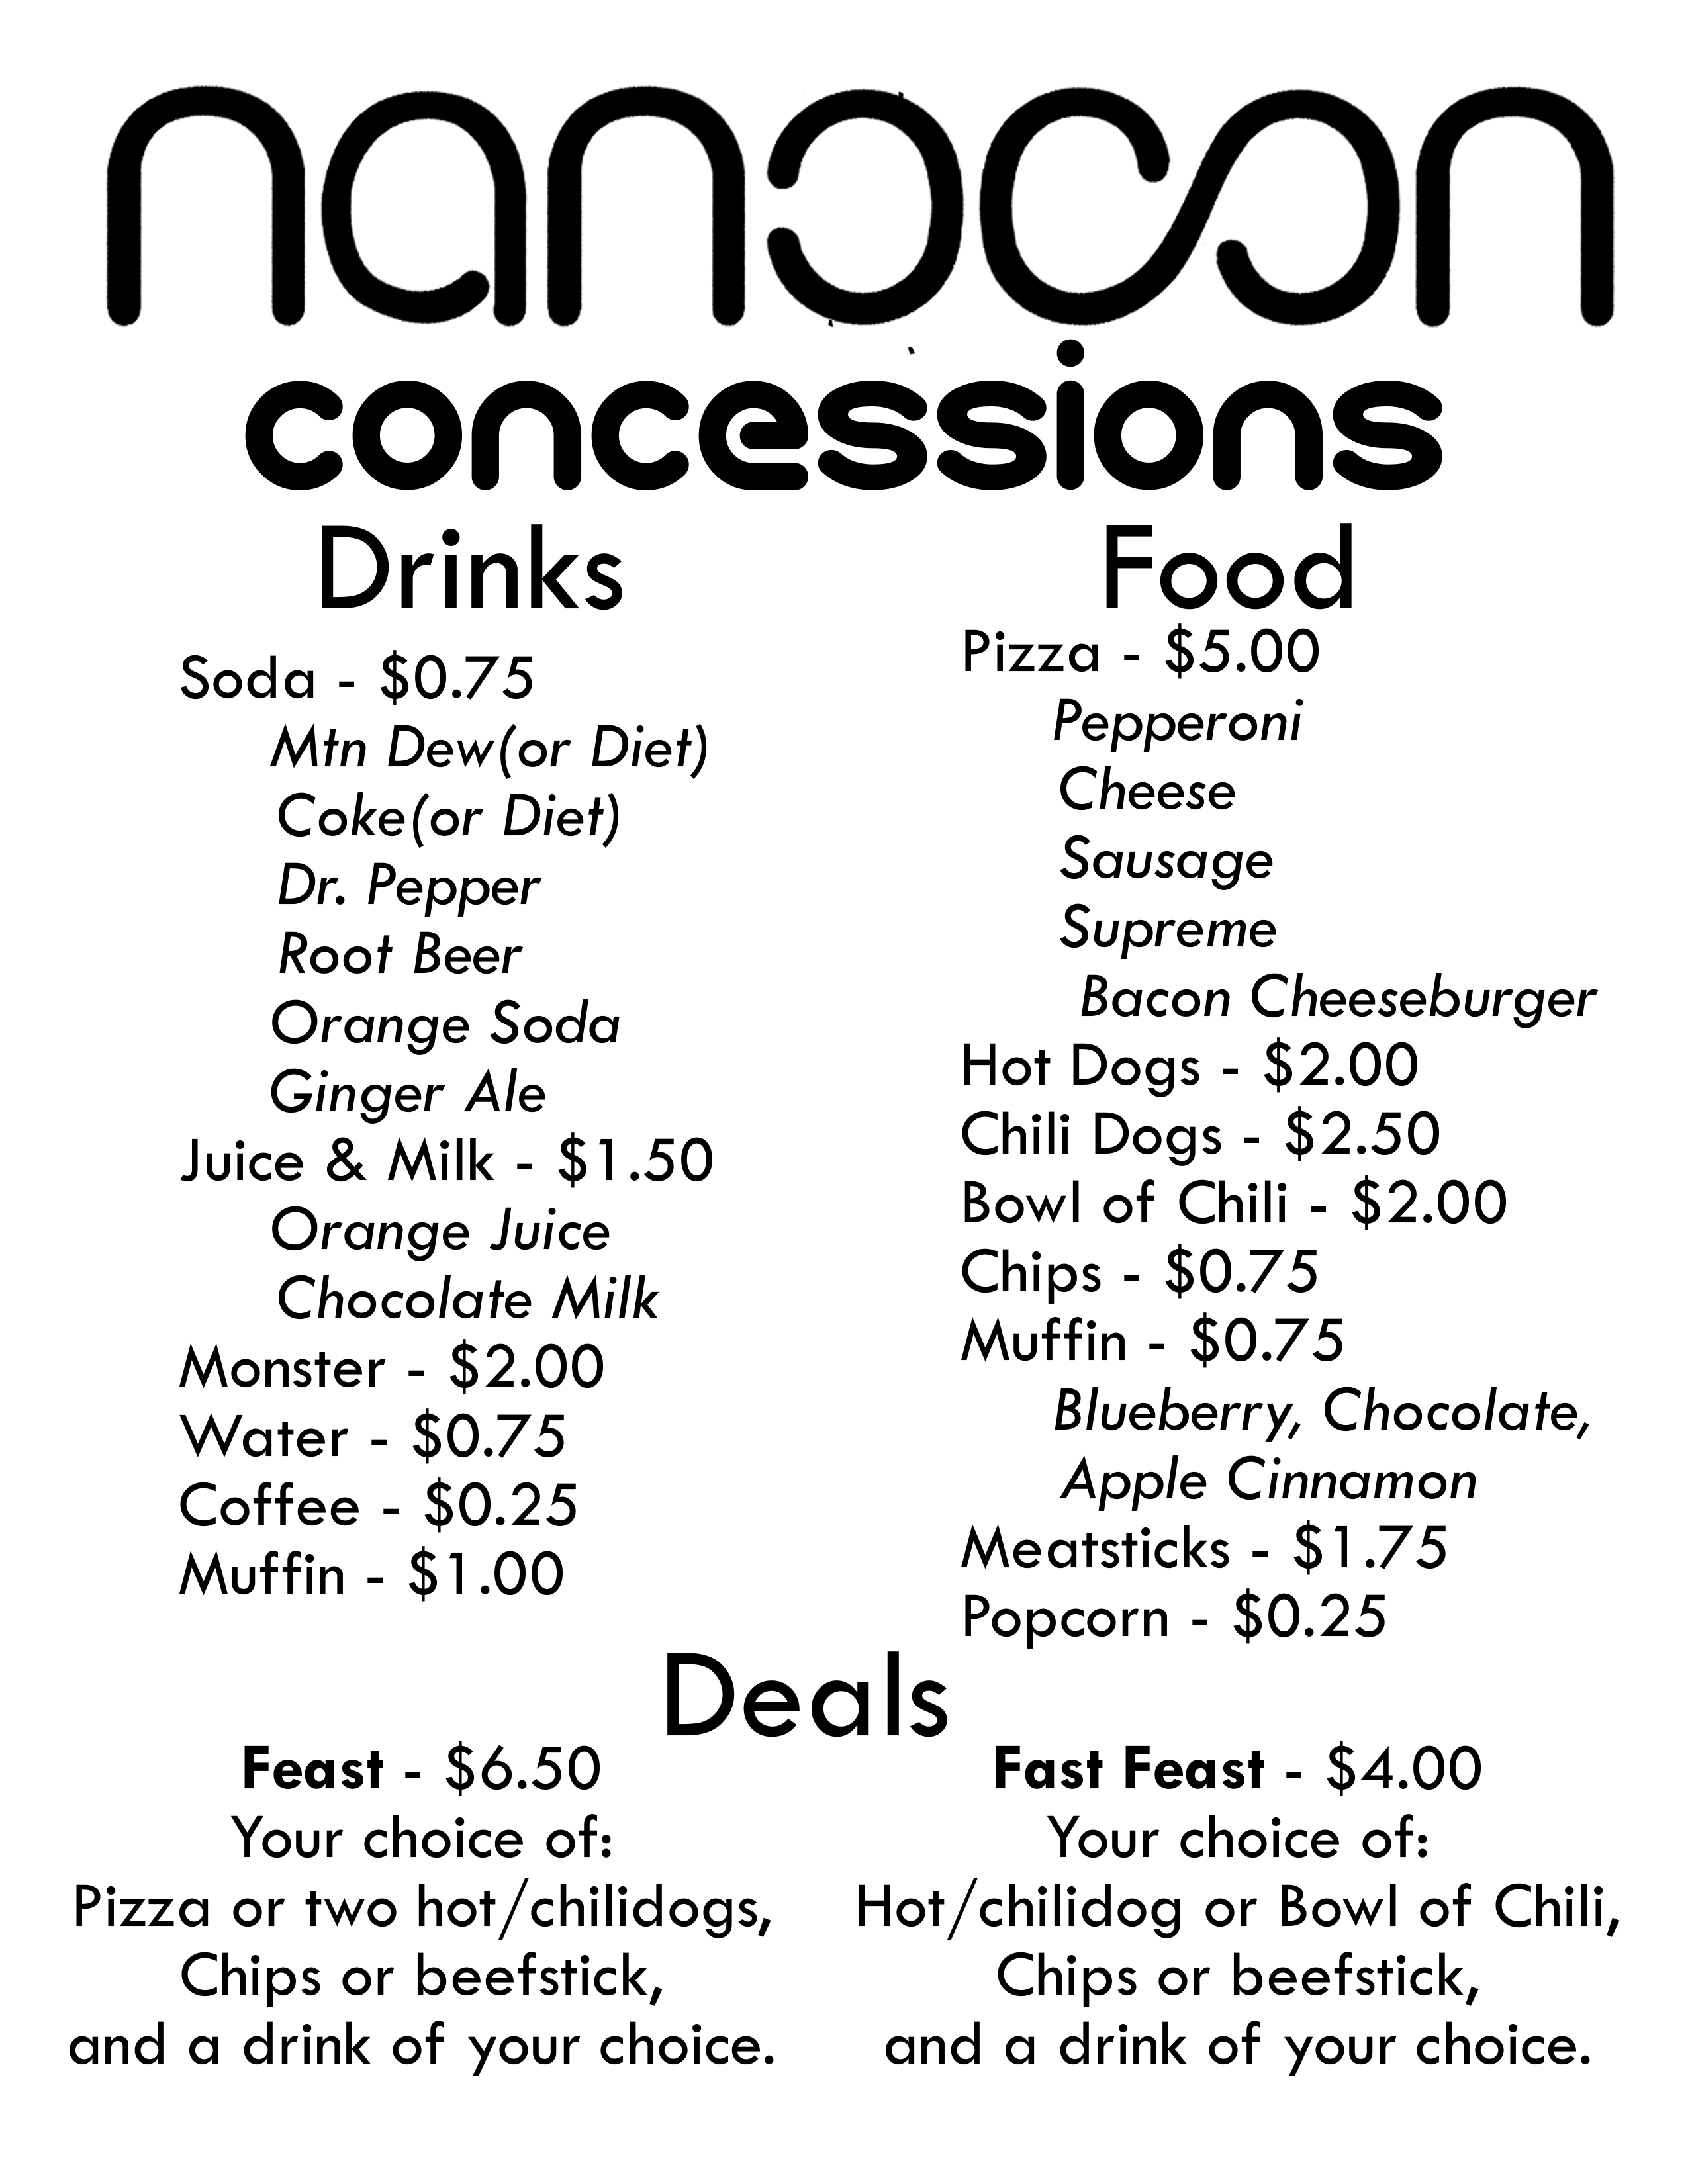 nanocon
concessions
Drinks
Soda - $0.75
Mtn Dew(or Diet)
Coke(or Diet)
Dr. Pepper
Root Beer
Orange Soda
Ginger Ale
Juice & Milk - $1.50
Orange Juice
Chocolate Milk
Monster - $2.00
Water - $0.75
Coffee - $0.25
Muffin - $1.00
Food
Pizza - $5.00
Pepperoni
Cheese
Sausage
Supreme
Bacon Cheeseburger
Hot Dogs - $2.00
Chili Dogs - $2.50
Bowl of Chili - $2.00
Chips - $0.75
Muffin - $0.75
Blueberry, Chocolate,
Apple Cinnamon
Meatsticks - $1.75
Popcorn - $0.25
Deals
Feast - $6.50
Your choice of:
Pizza or two hot/chilidogs,
Chips or beefstick,
and a drink of your choice.
Fast Feast - $4.00
Your choice of:
Hot/chilidog or Bowl of Chili,
Chips or beefstick,
and a drink of your choice.